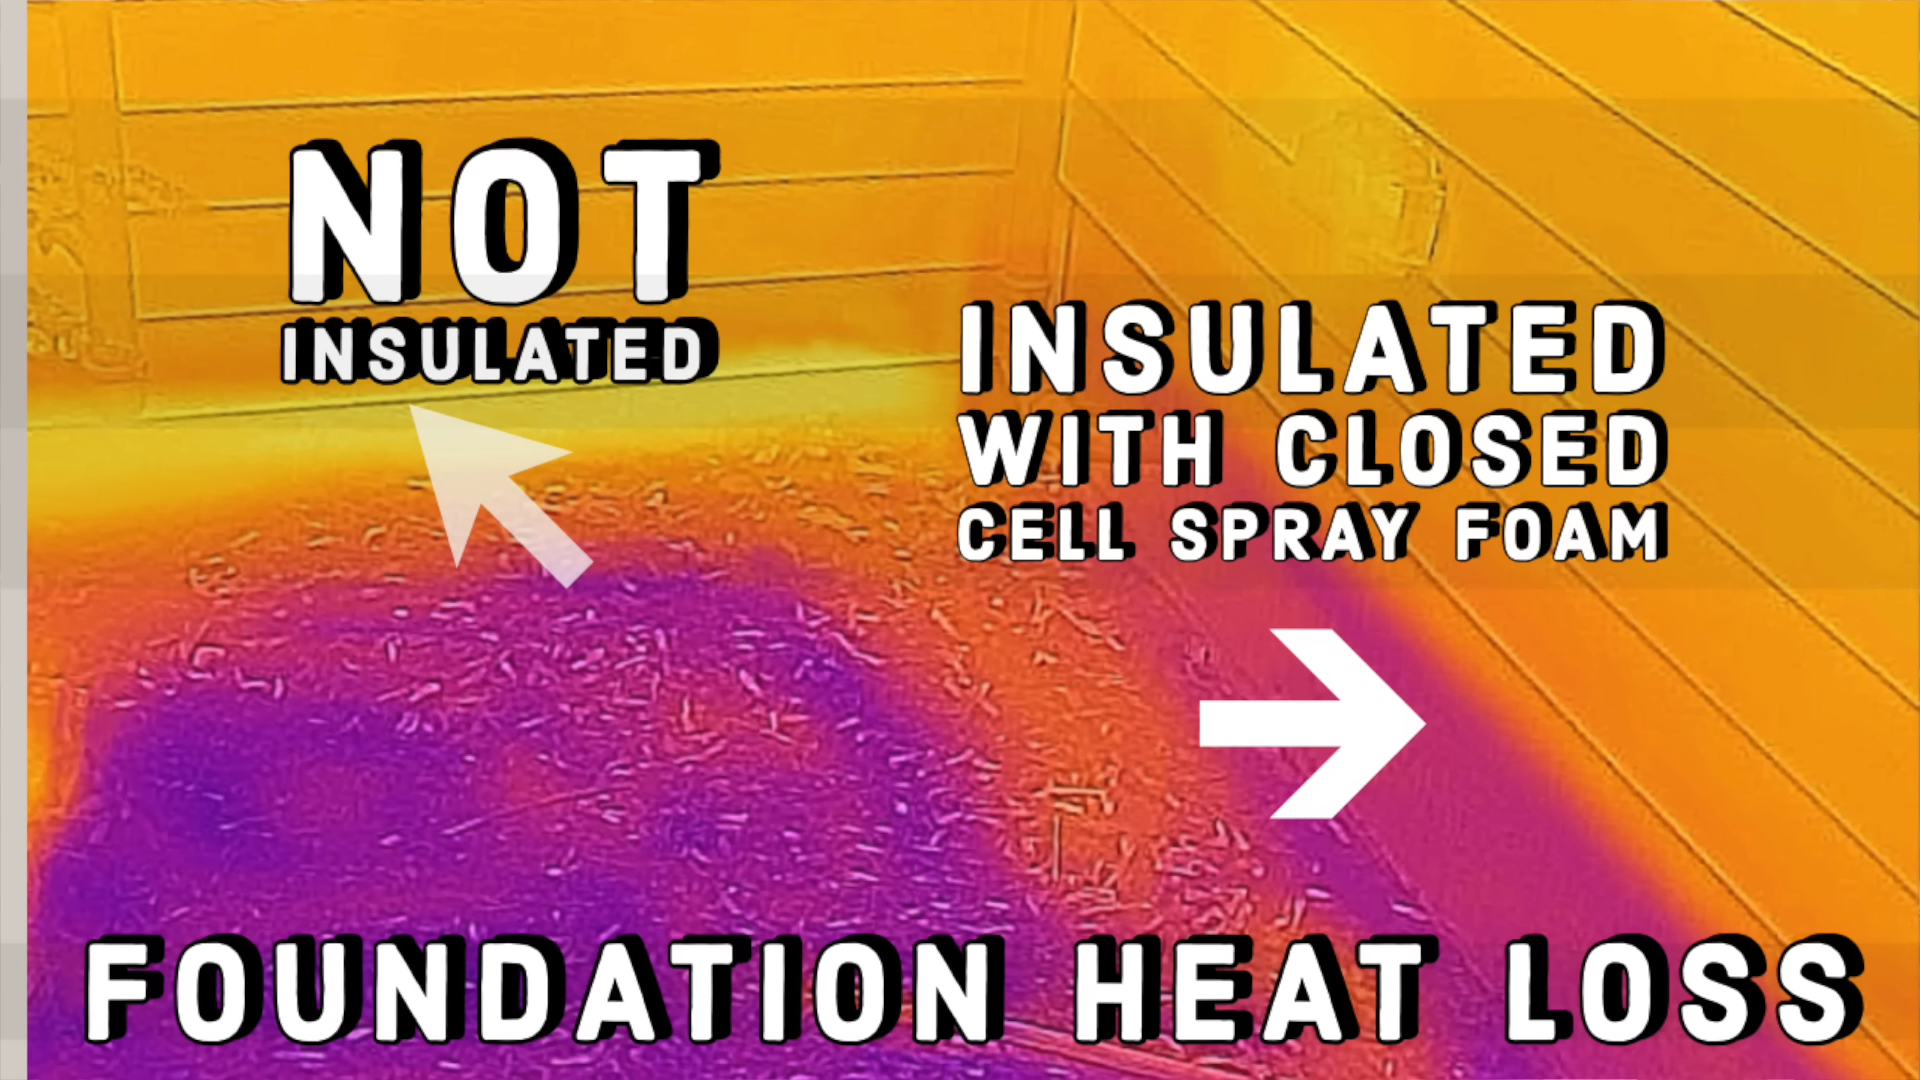 NOT
INSULATED
INSULATED
WITH CLOSED
CELL SPRAY FOAM
FOUNDATION HEAT LOSS